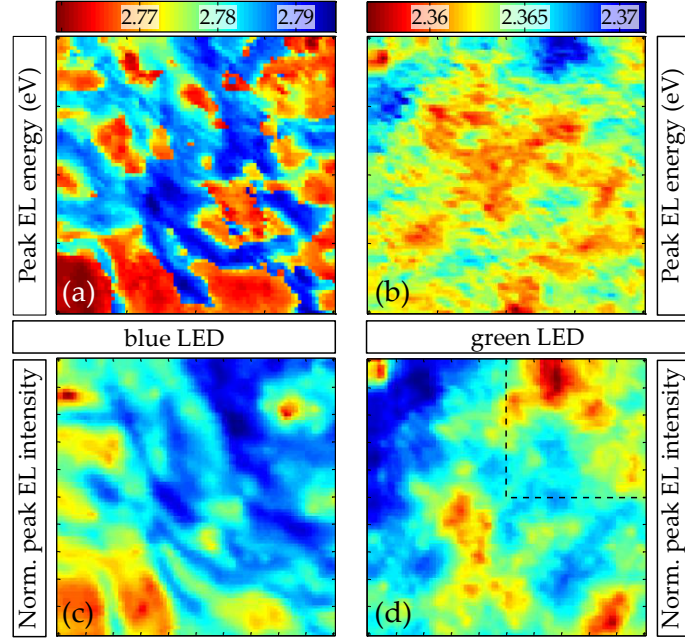 2.77 2.78 2.79
2.36 2.365 2.37
Peak EL energy (eV)
(a)
(b)
Peak EL energy (eV)
blue LED
green LED
Norm. peak EL intensity
(c)
(d)
Norm. peak EL intensity